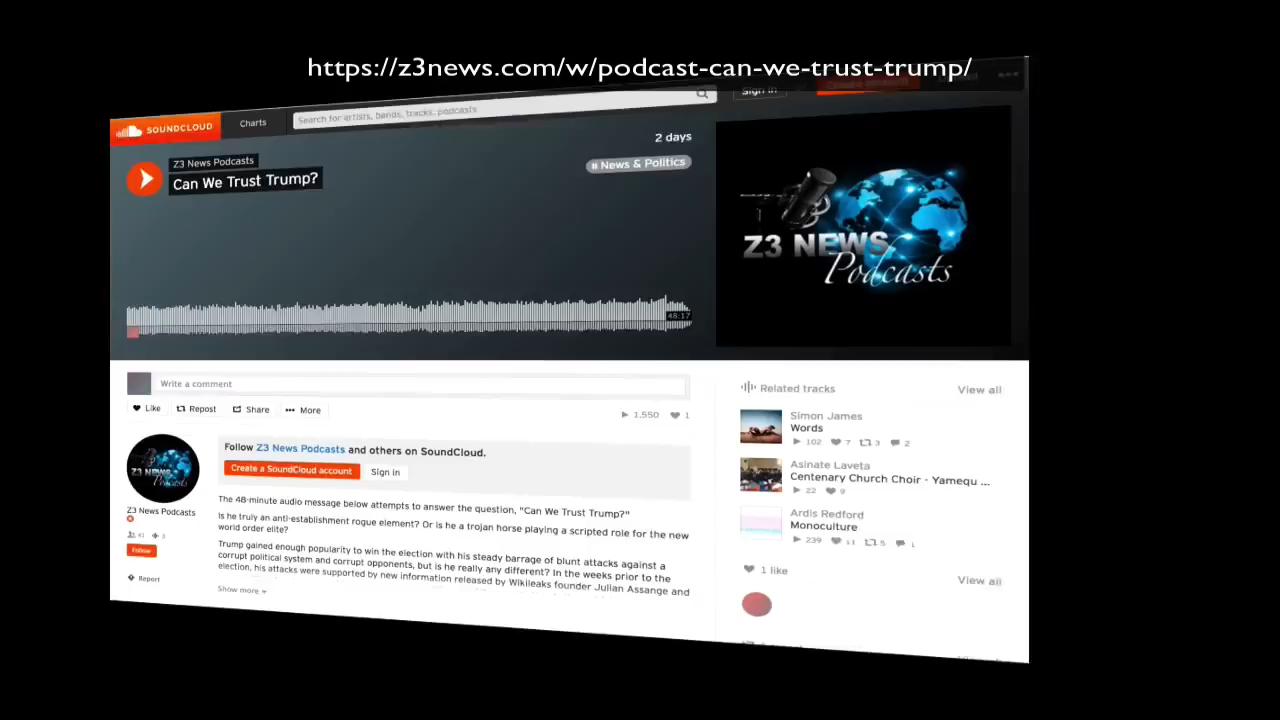 https://z3news.com/w/podcast-can-we-trust-trump/
SOUNDCLOUD
Charts
Search for artists, bands, tracks, podcasts
Sign in
Z3 News Podcasts
Can We Trust Trump?
2 days
# News & Politics
48:17
Z3 NEWS
Podcasts
Write a comment
Like
Repost
Share
More
1,550
1
Z3 NEWS
Z3 News Podcasts
41
3
Follow
Report
Follow Z3 News Podcasts and others on SoundCloud.
Create a SoundCloud account
Sign in
The 48-minute audio message below attempts to answer the question, "Can We Trust Trump?"
Is he truly an anti-establishment rogue element? Or is he a trojan horse playing a scripted role for the new
world order elite?
Trump gained enough popularity to win the election with his steady barrage of blunt attacks against a
corrupt political system and corrupt opponents, but is he really any different? In the weeks prior to the
election, his attacks were supported by new information released by Wikileaks founder Julian Assange and
Show more
Related tracks
View all
Simon James
Words
102
7
3
2
Asinate Laveta
Centenary Church Choir - Yamequ ...
22
9
Ardis Redford
Monoculture
239
11
5
1
1 like
View all